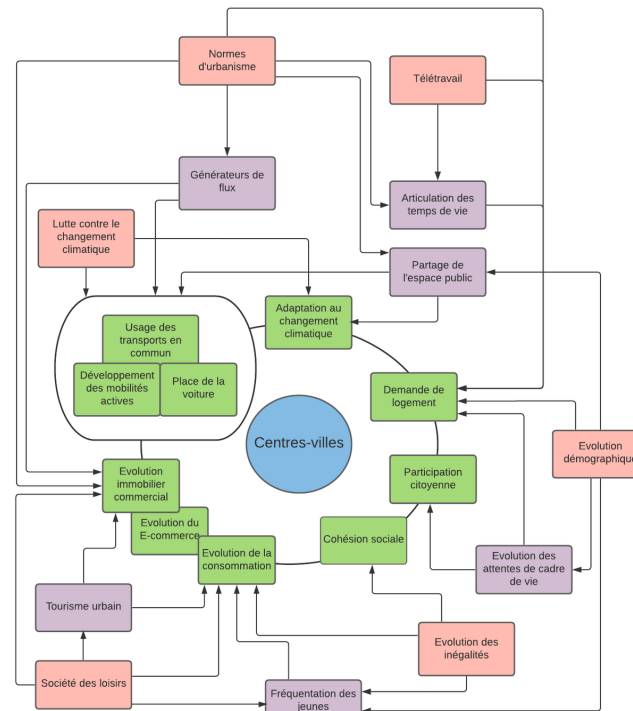 Normes
d'urbanisme
Télétravail
Générateurs de
flux
Articulation des
temps de vie
Lutte contre le
changement
climatique
Partage de
l'espace public
Adaptation au
changement
climatique
Usage des
transports en
commun
Développement
des mobilités
actives
Place de la
voiture
Demande de
logement
Centres-villes
Evolution
démographique
Evolution
immobilier
commercial
Participation
citoyenne
Evolution du
E-commerce
Cohésion sociale
Evolution de la
consommation
Evolution des
attentes de cadre
de vie
Tourisme urbain
Evolution des
inégalités
Société des loisirs
Fréquentation des
jeunes